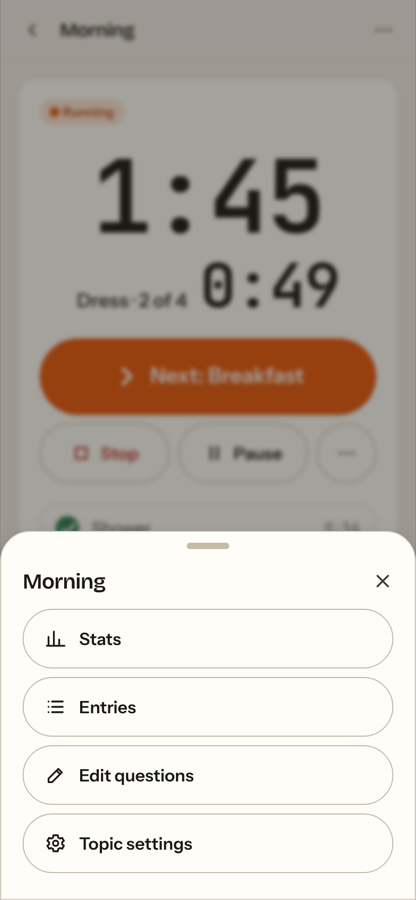 Morning
Running
1:45
Dress · 2 of 4 0:49
Next: Breakfast
Stop
Pause
Shower
Morning
Stats
Entries
Edit questions
Topic settings